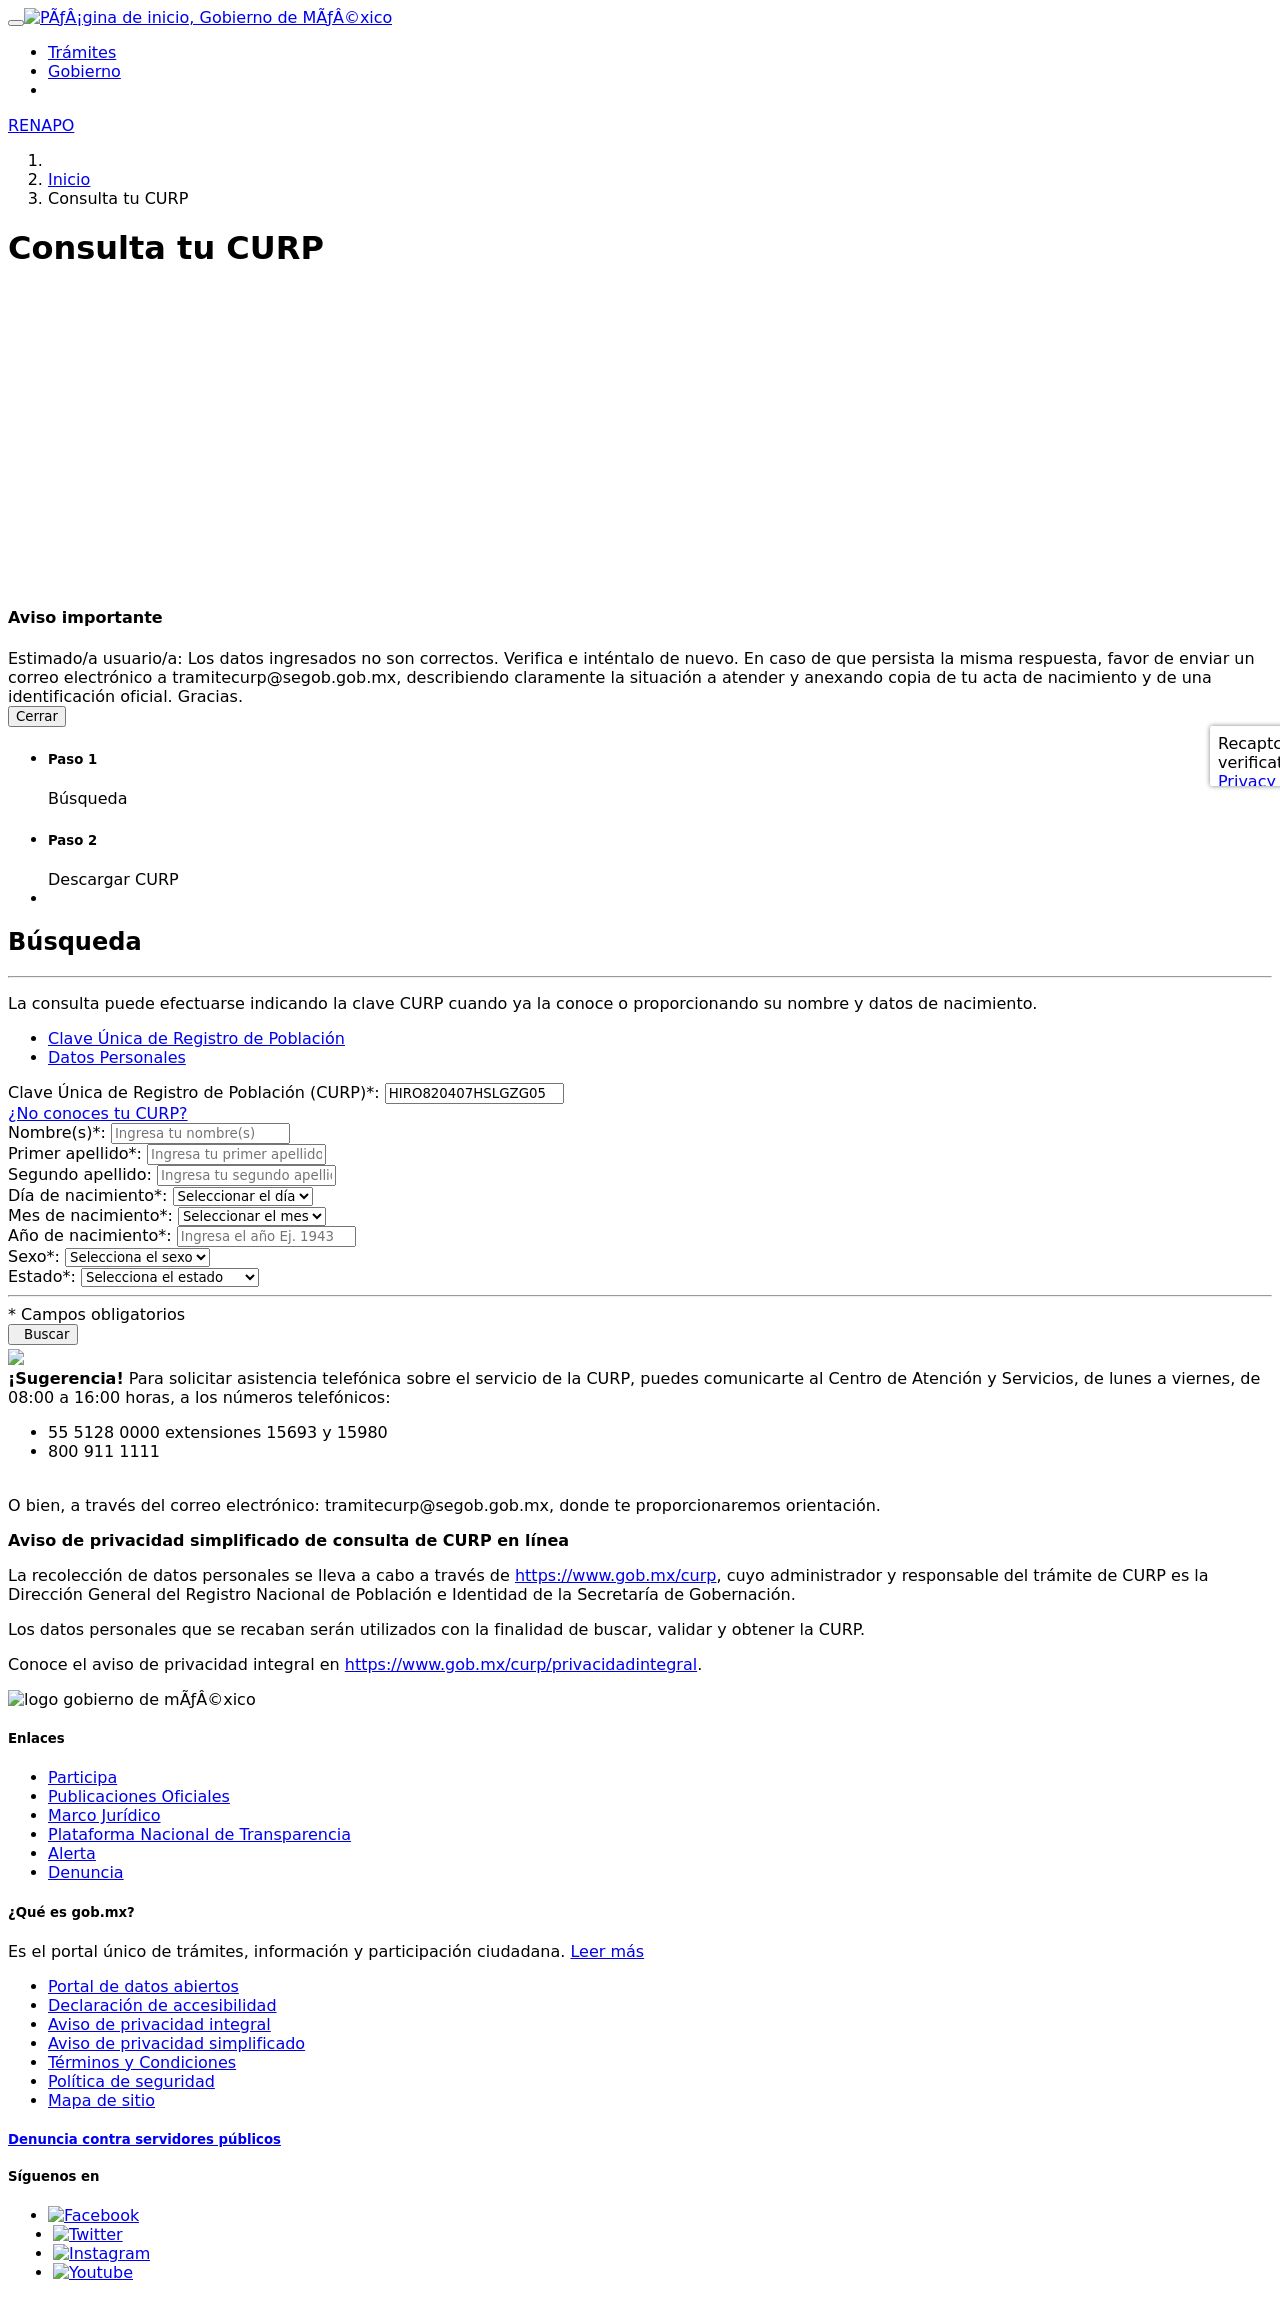 PÃƒÂ¡gina de inicio, Gobierno de MÃƒÂ©xico
Trámites
Gobierno
RENAPO
1.
2. Inicio
3. Consulta tu CURP
Consulta tu CURP
Aviso importante
Estimado/a usuario/a: Los datos ingresados no son correctos. Verifica e inténtalo de nuevo. En caso de que persista la misma respuesta, favor de enviar un
correo electrónico a tramitecurp@segob.gob.mx, describiendo claramente la situación a atender y anexando copia de tu acta de nacimiento y de una
identificación oficial. Gracias.
Cerrar
Recaptc
verificat
Privacy
Paso 1
Búsqueda
Paso 2
Descargar CURP
Búsqueda
La consulta puede efectuarse indicando la clave CURP cuando ya la conoce o proporcionando su nombre y datos de nacimiento.
Clave Única de Registro de Población
Datos Personales
Clave Única de Registro de Población (CURP)*: HIRO820407HSLGZG05
¿No conoces tu CURP?
Nombre(s)*: Ingresa tu nombre(s)
Primer apellido*: Ingresa tu primer apellido
Segundo apellido: Ingresa tu segundo apelli
Día de nacimiento*: Seleccionar el día
Mes de nacimiento*: Seleccionar el mes
Año de nacimiento*: Ingresa el año Ej. 1943
Sexo*: Selecciona el sexo
Estado*: Selecciona el estado
* Campos obligatorios
Buscar
¡Sugerencia! Para solicitar asistencia telefónica sobre el servicio de la CURP, puedes comunicarte al Centro de Atención y Servicios, de lunes a viernes, de
08:00 a 16:00 horas, a los números telefónicos:
55 5128 0000 extensiones 15693 y 15980
800 911 1111
O bien, a través del correo electrónico: tramitecurp@segob.gob.mx, donde te proporcionaremos orientación.
Aviso de privacidad simplificado de consulta de CURP en línea
La recolección de datos personales se lleva a cabo a través de https://www.gob.mx/curp, cuyo administrador y responsable del trámite de CURP es la
Dirección General del Registro Nacional de Población e Identidad de la Secretaría de Gobernación.
Los datos personales que se recaban serán utilizados con la finalidad de buscar, validar y obtener la CURP.
Conoce el aviso de privacidad integral en https://www.gob.mx/curp/privacidadintegral.
logo gobierno de mÃƒÂ©xico
Enlaces
Participa
Publicaciones Oficiales
Marco Jurídico
Plataforma Nacional de Transparencia
Alerta
Denuncia
¿Qué es gob.mx?
Es el portal único de trámites, información y participación ciudadana. Leer más
Portal de datos abiertos
Declaración de accesibilidad
Aviso de privacidad integral
Aviso de privacidad simplificado
Términos y Condiciones
Política de seguridad
Mapa de sitio
Denuncia contra servidores públicos
Síguenos en
Facebook
Twitter
Instagram
Youtube